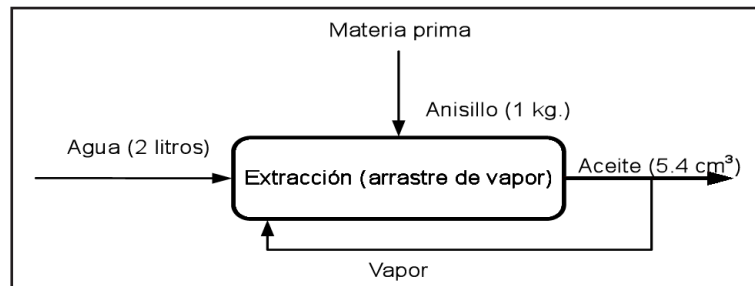 Materia prima
Anisillo (1 kg.)
Agua (2 litros)
Extracción (arrastre de vapor)
Aceite (5.4 cm³)
Vapor